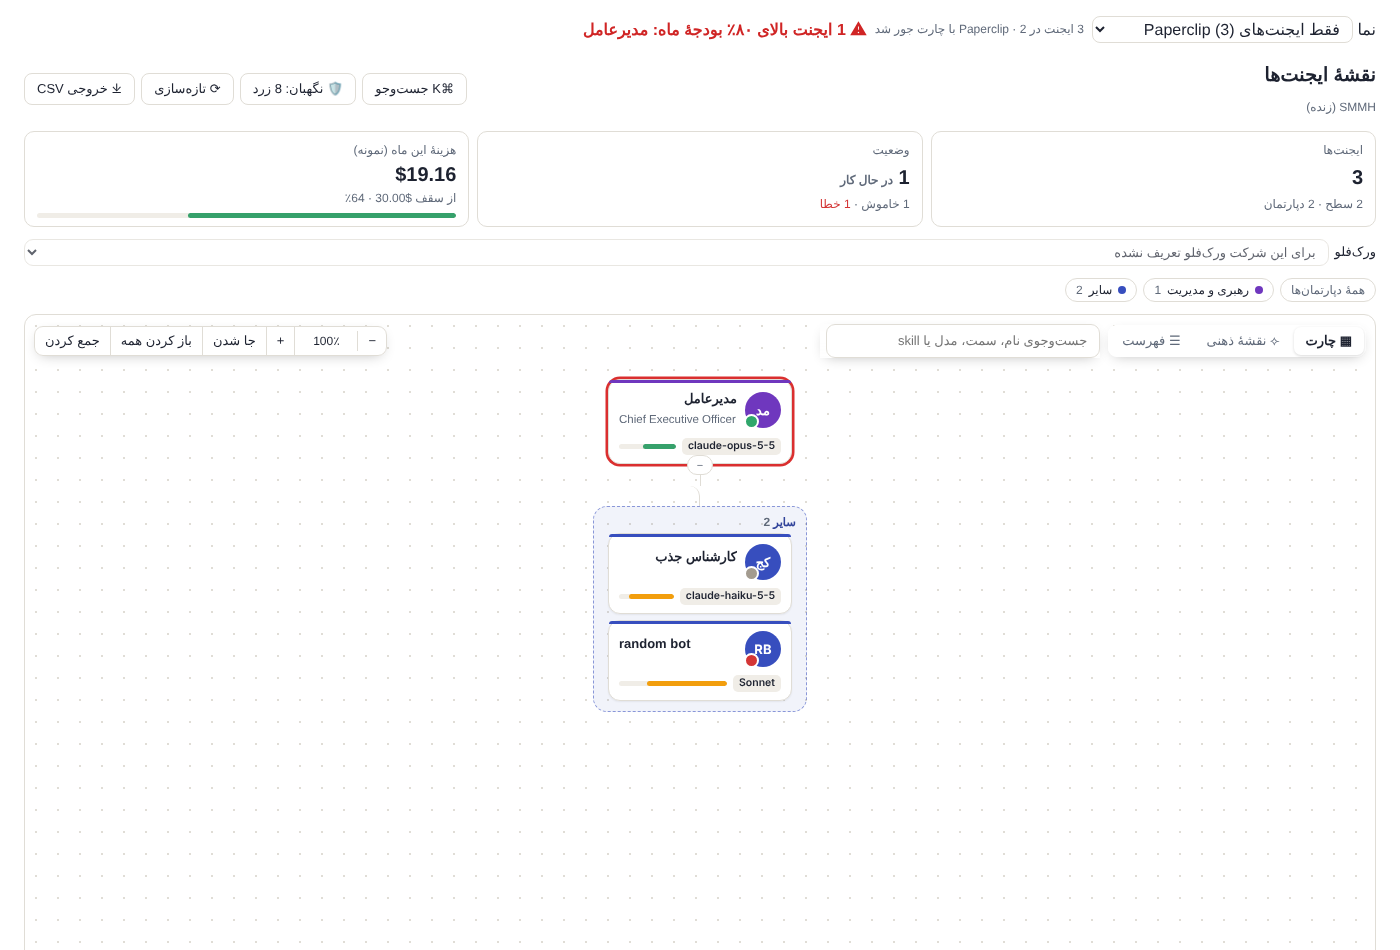 نما فقط ایجنت‌های Paperclip (3) 3 ایجنت در Paperclip · 2 با چارت جور شد 1 ایجنت بالای ۸۰٪ بودجهٔ ماه: مدیرعامل
نقشهٔ ایجنت‌ها
SMMH (زنده)
⌘K جست‌وجو
نگهبان: 8 زرد
⟳ تازه‌سازی
خروجی CSV
ایجنت‌ها
3
2 سطح · 2 دپارتمان
وضعیت
1 در حال کار
1 خاموش · 1 خطا
هزینهٔ این ماه (نمونه)
$19.16
از سقف $30.00 · 64٪
ورک‌فلو برای این شرکت ورک‌فلو تعریف نشده
همهٔ دپارتمان‌ها
رهبری و مدیریت 1
سایر 2
چارت
نقشهٔ ذهنی
☰ فهرست
جست‌وجوی نام، سمت، مدل یا skill
−
100٪
+
جا شدن
باز کردن همه
جمع کردن
مد
مدیرعامل
Chief Executive Officer
claude-opus-5-5
−
سایر 2
کج
کارشناس جذب
claude-haiku-5-5
RB
random bot
Sonnet